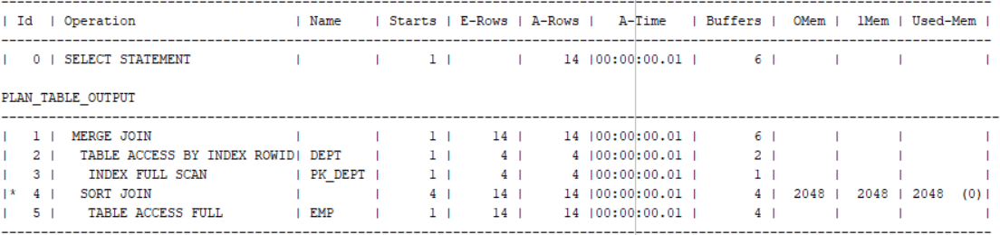 --------------------------------------------------------------------------------------------------------------------------
| Id | Operation | Name | Starts | E-Rows | A-Rows | A-Time | Buffers | OMem | 1Mem | Used-Mem |
--------------------------------------------------------------------------------------------------------------------------
| 0 | SELECT STATEMENT | | 1 | | 14 |00:00:00.01 | 6 | | | |
PLAN_TABLE_OUTPUT
--------------------------------------------------------------------------------------------------------------------------
| 1 | MERGE JOIN | | 1 | 14 | 14 |00:00:00.01 | 6 | | | |
| 2 | TABLE ACCESS BY INDEX ROWID| DEPT | 1 | 4 | 4 |00:00:00.01 | 2 | | | |
| 3 | INDEX FULL SCAN | PK_DEPT | 1 | 4 | 4 |00:00:00.01 | 1 | | | |
|* 4 | SORT JOIN | | 4 | 14 | 14 |00:00:00.01 | 4 | 2048 | 2048 | 2048 (0)|
| 5 | TABLE ACCESS FULL | EMP | 1 | 14 | 14 |00:00:00.01 | 4 | | | |
--------------------------------------------------------------------------------------------------------------------------